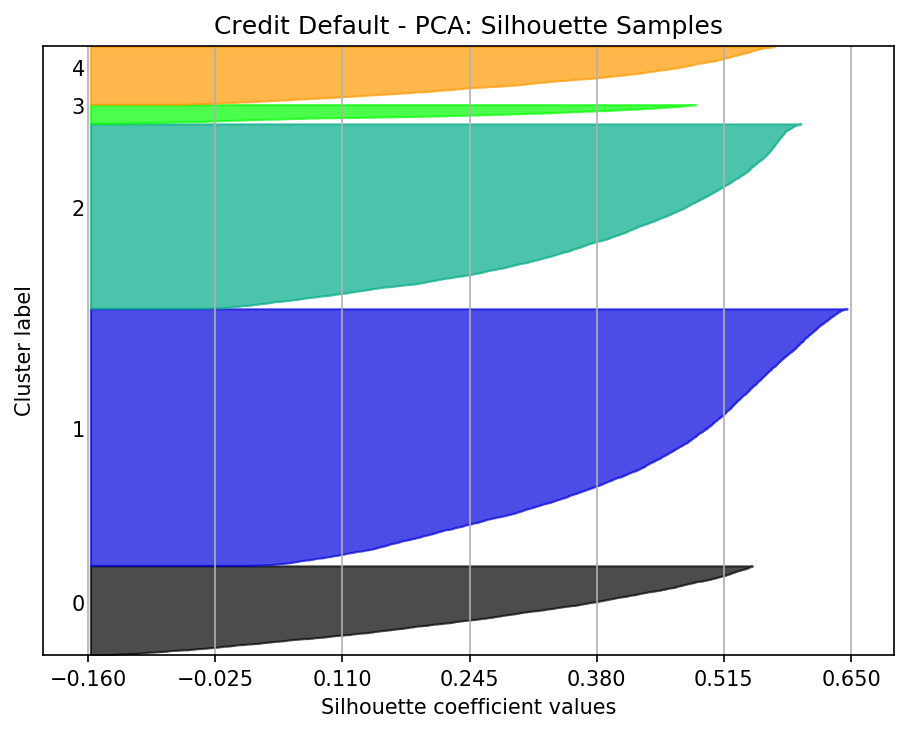 Credit Default - PCA: Silhouette Samples
4
3
2
1
0
Cluster label
−0.160 −0.025 0.110 0.245 0.380 0.515 0.650
Silhouette coefficient values